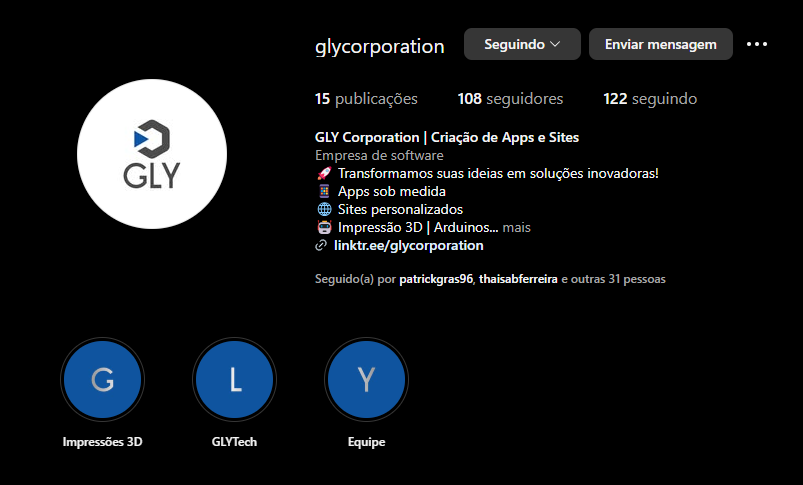 glycorporation Seguindo Enviar mensagem
15 publicações 108 seguidores 122 seguindo
GLY
GLY Corporation | Criação de Apps e Sites
Empresa de software
🚀 Transformamos suas ideias em soluções inovadoras!
📱 Apps sob medida
🌐 Sites personalizados
🤖 Impressão 3D | Arduinos... mais
linktr.ee/glycorporation
Seguido(a) por patrickgras96, thaisabferreira e outras 31 pessoas
G L Y
Impressões 3D GLYTech Equipe